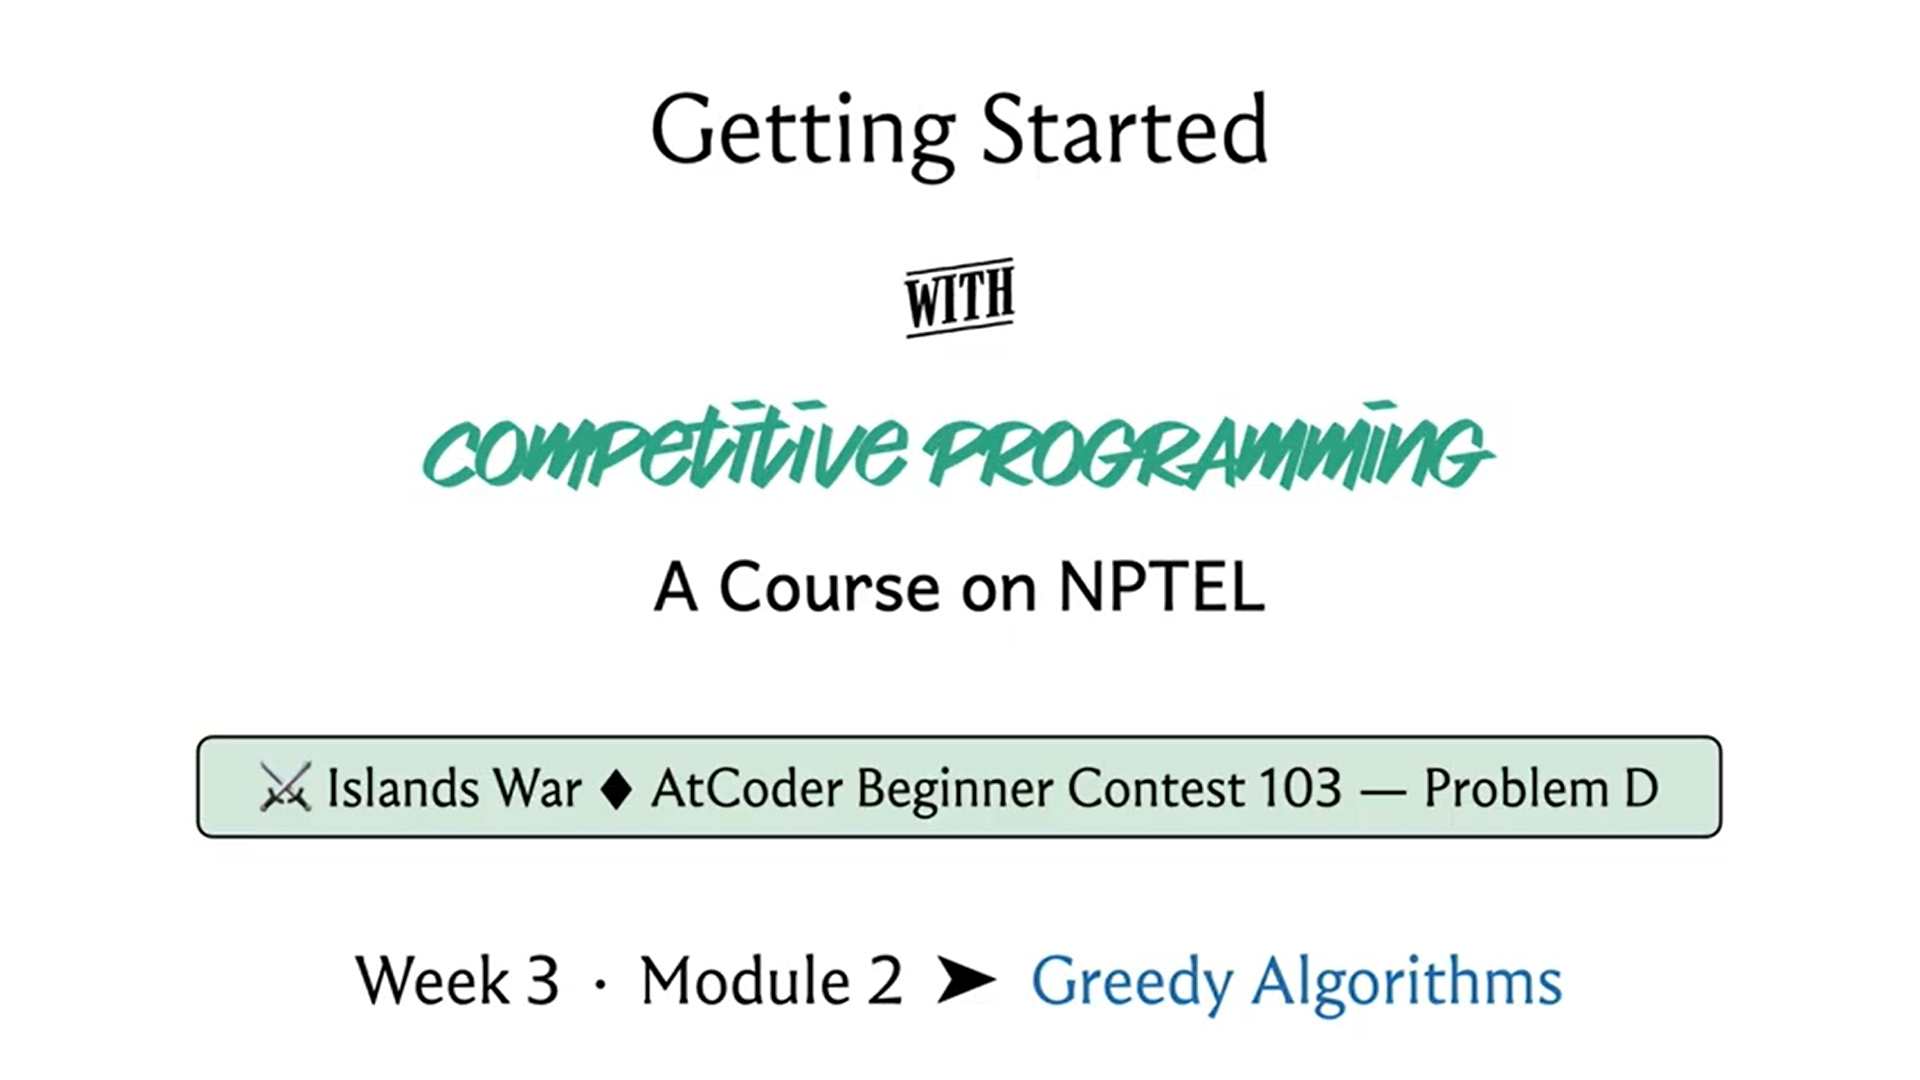 Getting Started
WITH
COMPETITIVE PROGRAMMING
A Course on NPTEL
⚔ Islands War ♦ AtCoder Beginner Contest 103 — Problem D
Week 3 · Module 2 ➤ Greedy Algorithms